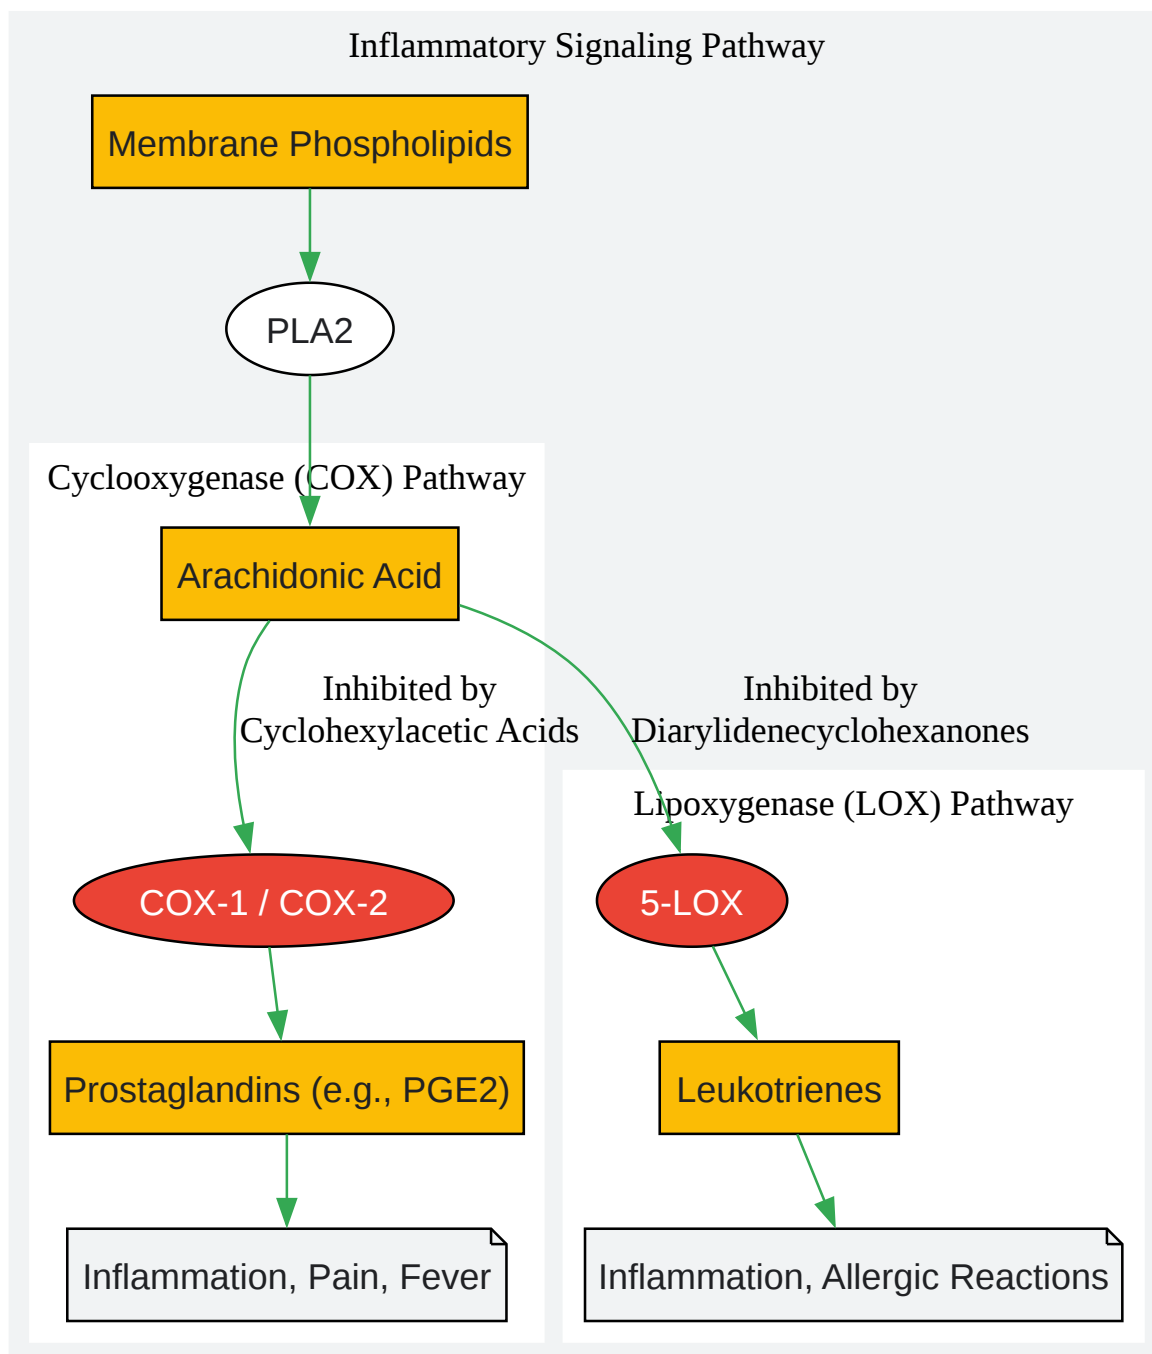 Inflammatory Signaling Pathway
Membrane Phospholipids
PLA2
Cyclooxygenase (COX) Pathway
Arachidonic Acid
Inhibited by
Cyclohexylacetic Acids
Inhibited by
Diarylidenecyclohexanones
Lipoxygenase (LOX) Pathway
COX-1 / COX-2
5-LOX
Prostaglandins (e.g., PGE2)
Leukotrienes
Inflammation, Pain, Fever
Inflammation, Allergic Reactions